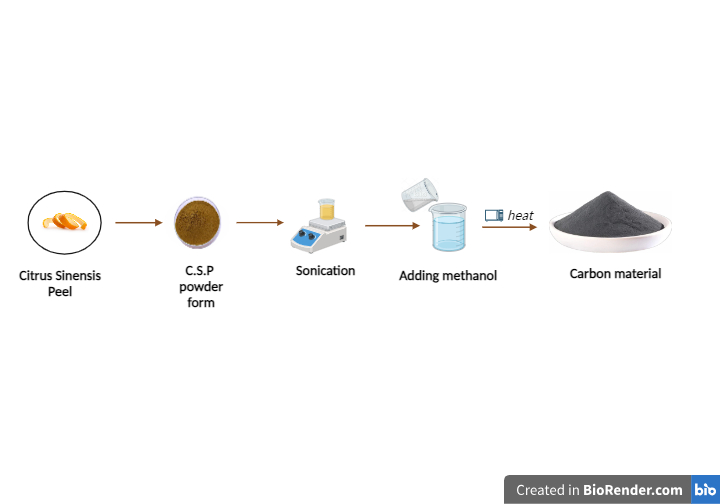 heat
Citrus Sinensis
Peel
C.S.P
powder
form
Sonication
Adding methanol
Carbon material
Created in BioRender.com bio